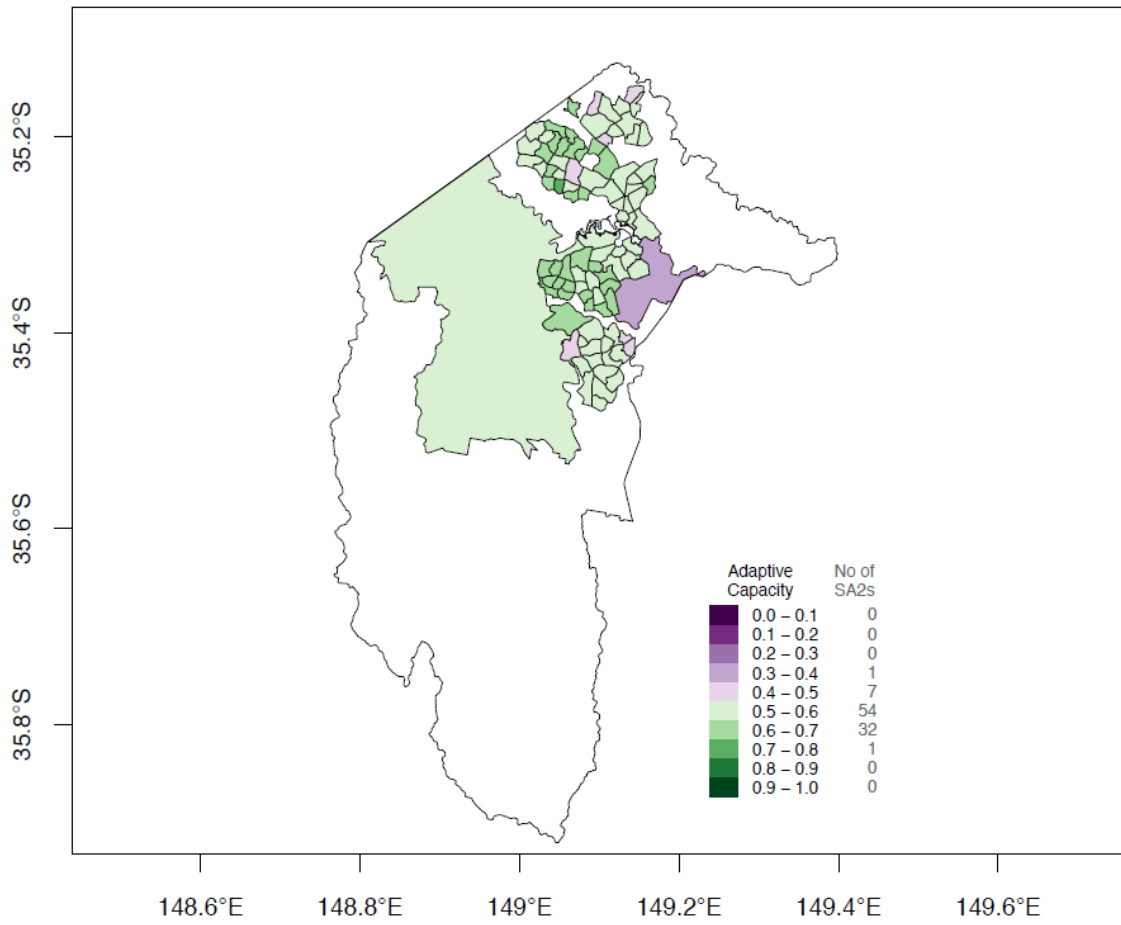 35.2°S
35.4°S
35.6°S
35.8°S
Adaptive No of
Capacity SA2s
0.0 – 0.1 0
0.1 – 0.2 0
0.2 – 0.3 0
0.3 – 0.4 1
0.4 – 0.5 7
0.5 – 0.6 54
0.6 – 0.7 32
0.7 – 0.8 1
0.8 – 0.9 0
0.9 – 1.0 0
148.6°E 148.8°E 149°E 149.2°E 149.4°E 149.6°E